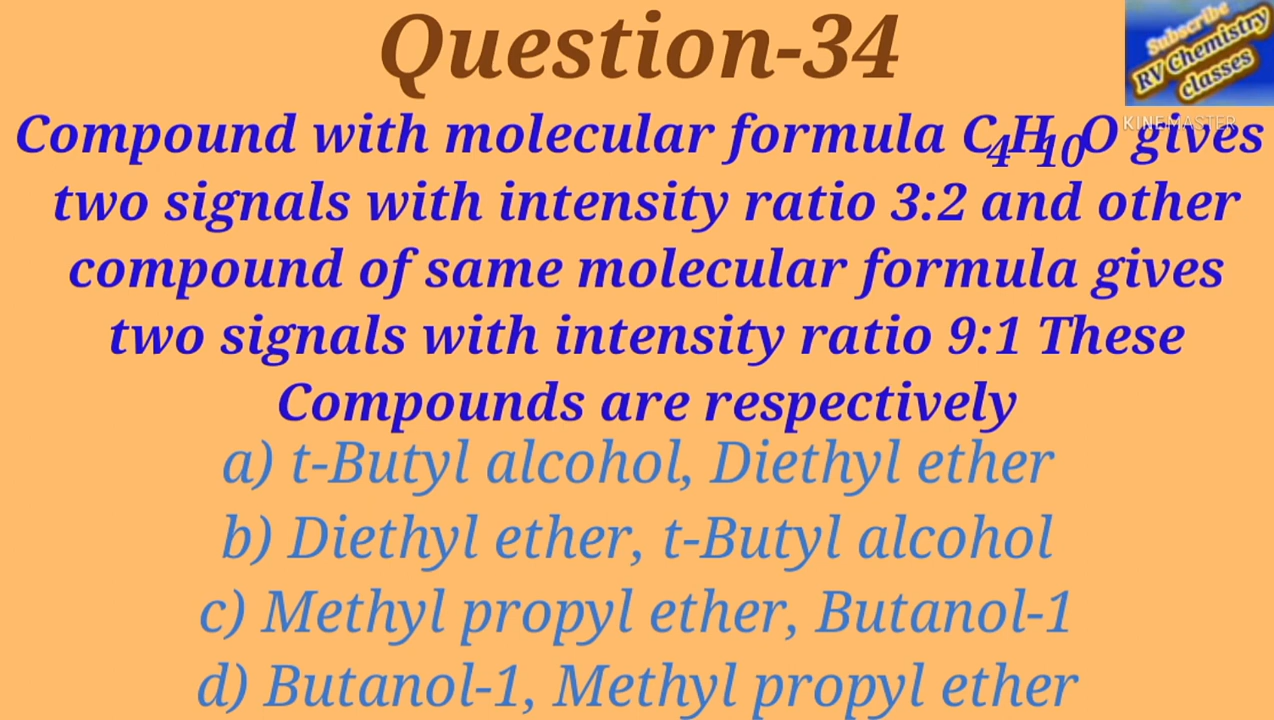 Question-34
Subscribe
RV Chemistry
classes
KINEMASTER
Compound with molecular formula C₄H₁₀O gives
two signals with intensity ratio 3:2 and other
compound of same molecular formula gives
two signals with intensity ratio 9:1 These
Compounds are respectively
a) t-Butyl alcohol, Diethyl ether
b) Diethyl ether, t-Butyl alcohol
c) Methyl propyl ether, Butanol-1
d) Butanol-1, Methyl propyl ether